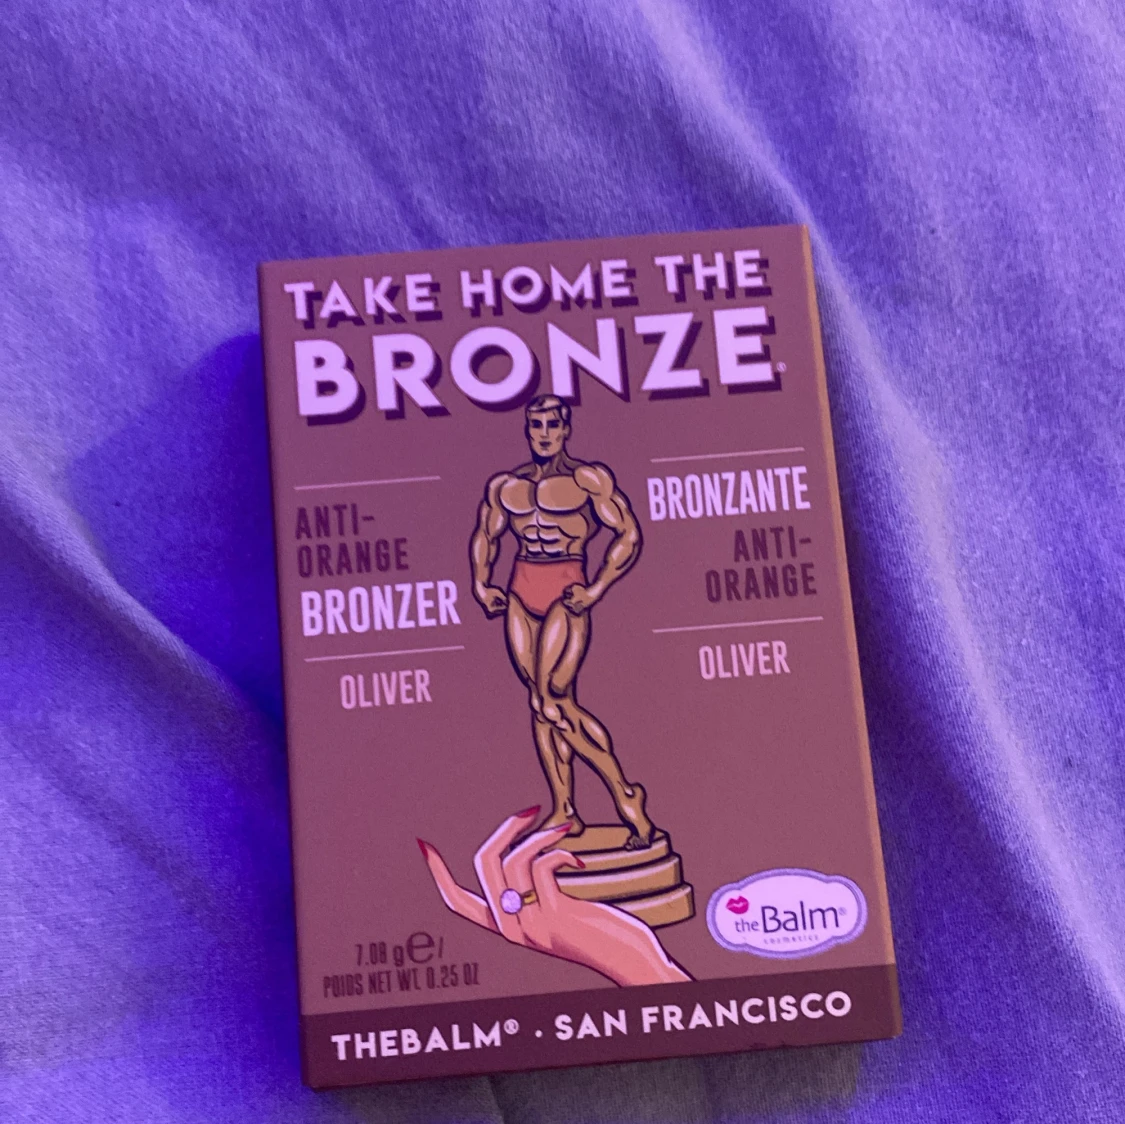 TAKE HOME THE
BRONZE®
ANTI-
ORANGE
BRONZER
OLIVER
BRONZANTE
ANTI-
ORANGE
OLIVER
7.08 g e/
POIDS NET WT. 0.25 OZ
theBalm®
cosmetics
THEBALM® · SAN FRANCISCO